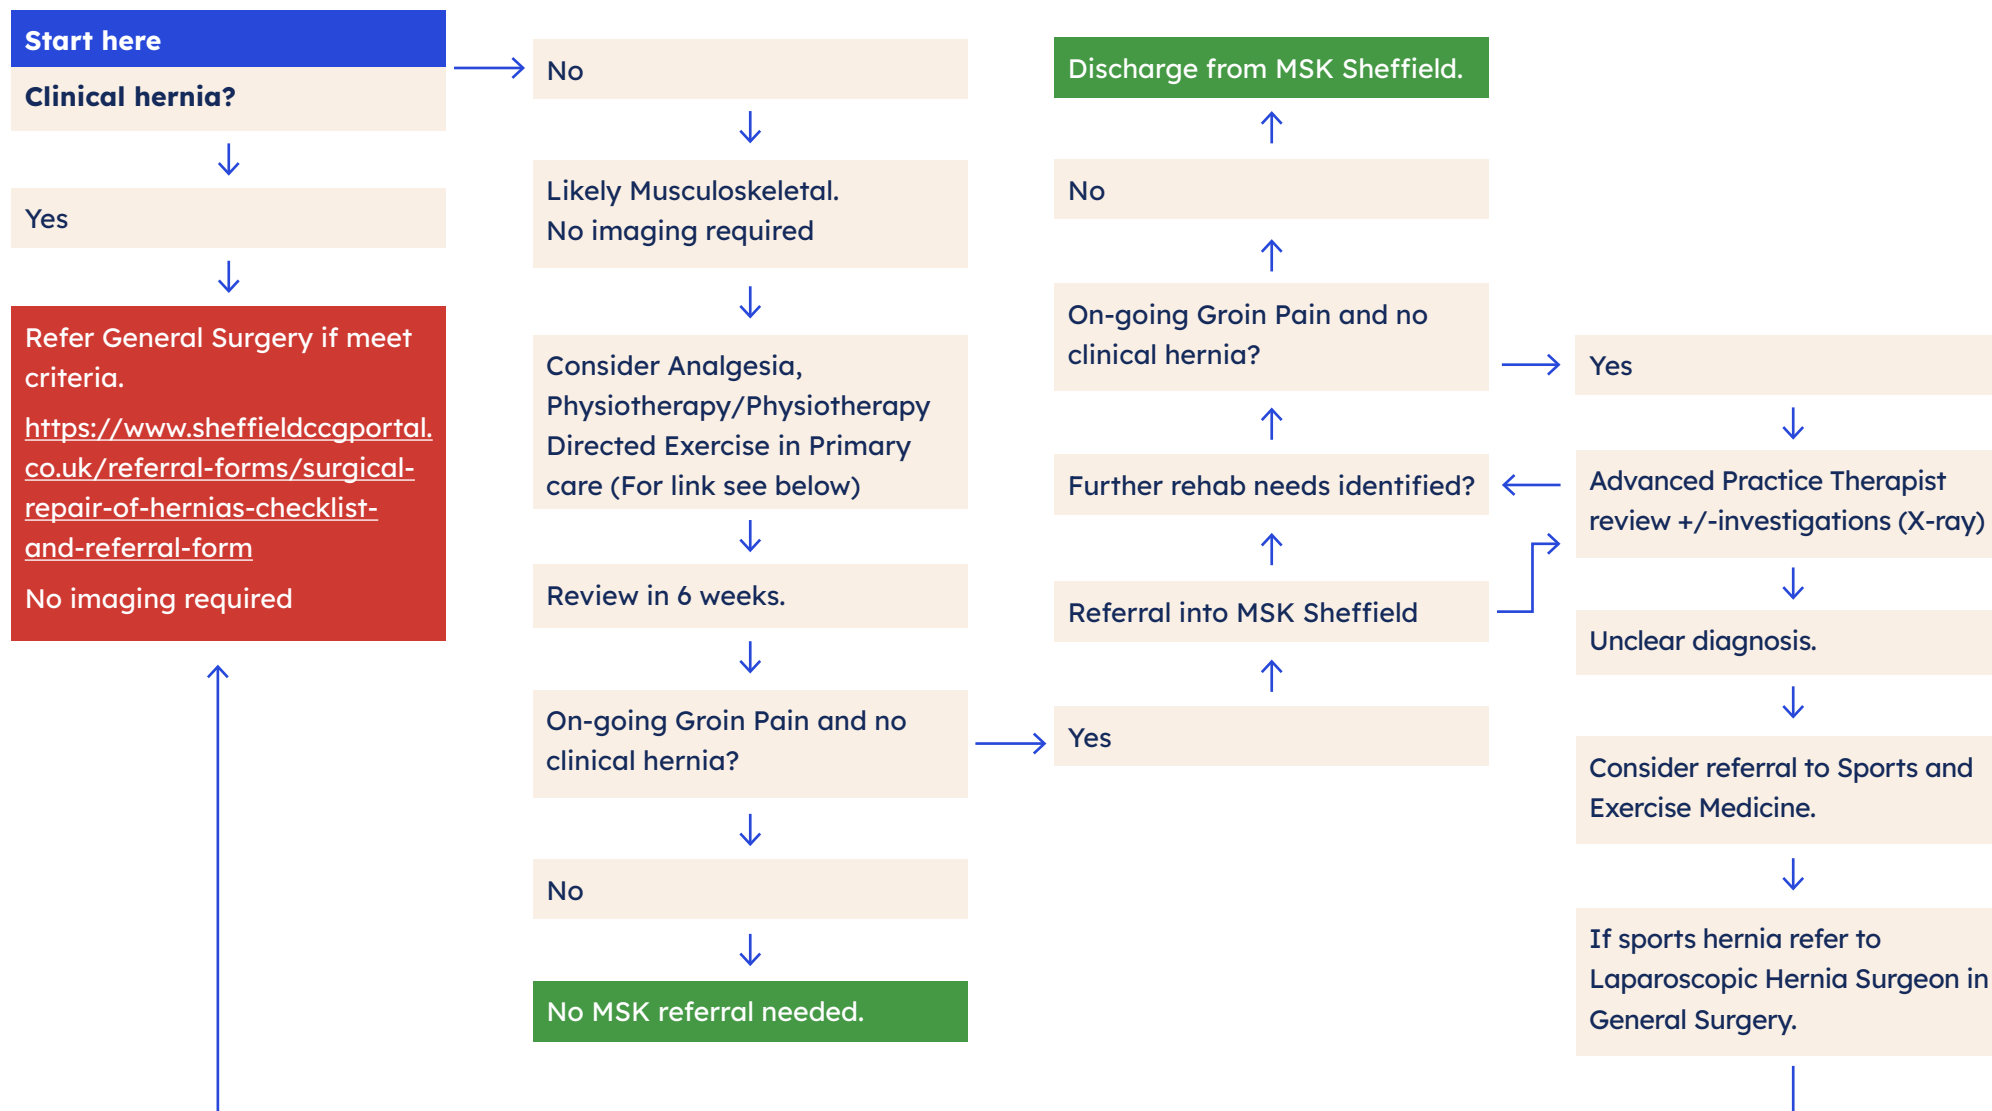 Start here
Clinical hernia?
Yes
Refer General Surgery if meet
criteria.
https://www.sheffieldccgportal.
co.uk/referral-forms/surgical-
repair-of-hernias-checklist-
and-referral-form
No imaging required
No
Likely Musculoskeletal.
No imaging required
Consider Analgesia,
Physiotherapy/Physiotherapy
Directed Exercise in Primary
care (For link see below)
Review in 6 weeks.
On-going Groin Pain and no
clinical hernia?
No
No MSK referral needed.
Yes
Referral into MSK Sheffield
Further rehab needs identified?
On-going Groin Pain and no
clinical hernia?
No
Discharge from MSK Sheffield.
Yes
Advanced Practice Therapist
review +/-investigations (X-ray)
Unclear diagnosis.
Consider referral to Sports and
Exercise Medicine.
If sports hernia refer to
Laparoscopic Hernia Surgeon in
General Surgery.